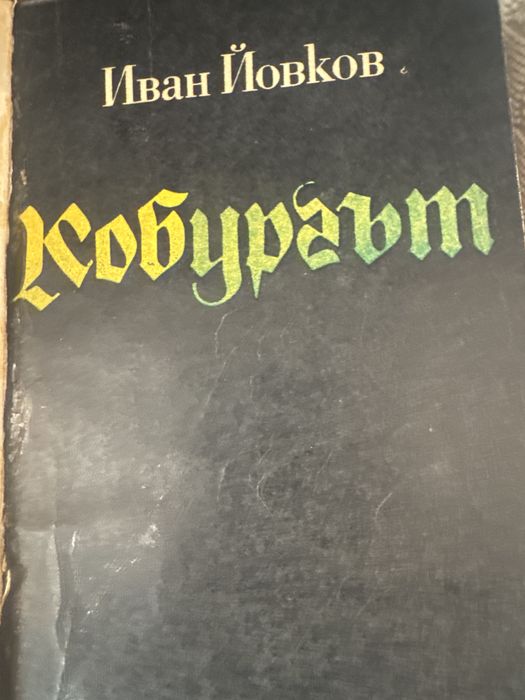 Иван Йовков
Кобургът